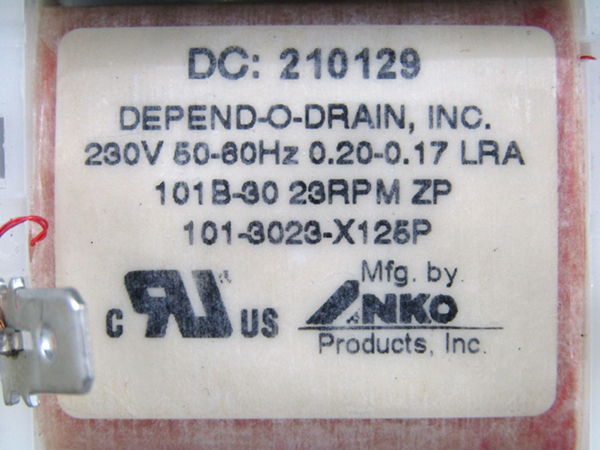 DC: 210129
DEPEND-O-DRAIN, INC.
230V 50-60Hz 0.20-0.17 LRA
101B-30 23RPM ZP
101-3023-X125P
C RU ® US
Mfg. by
ANKO
Products, Inc.